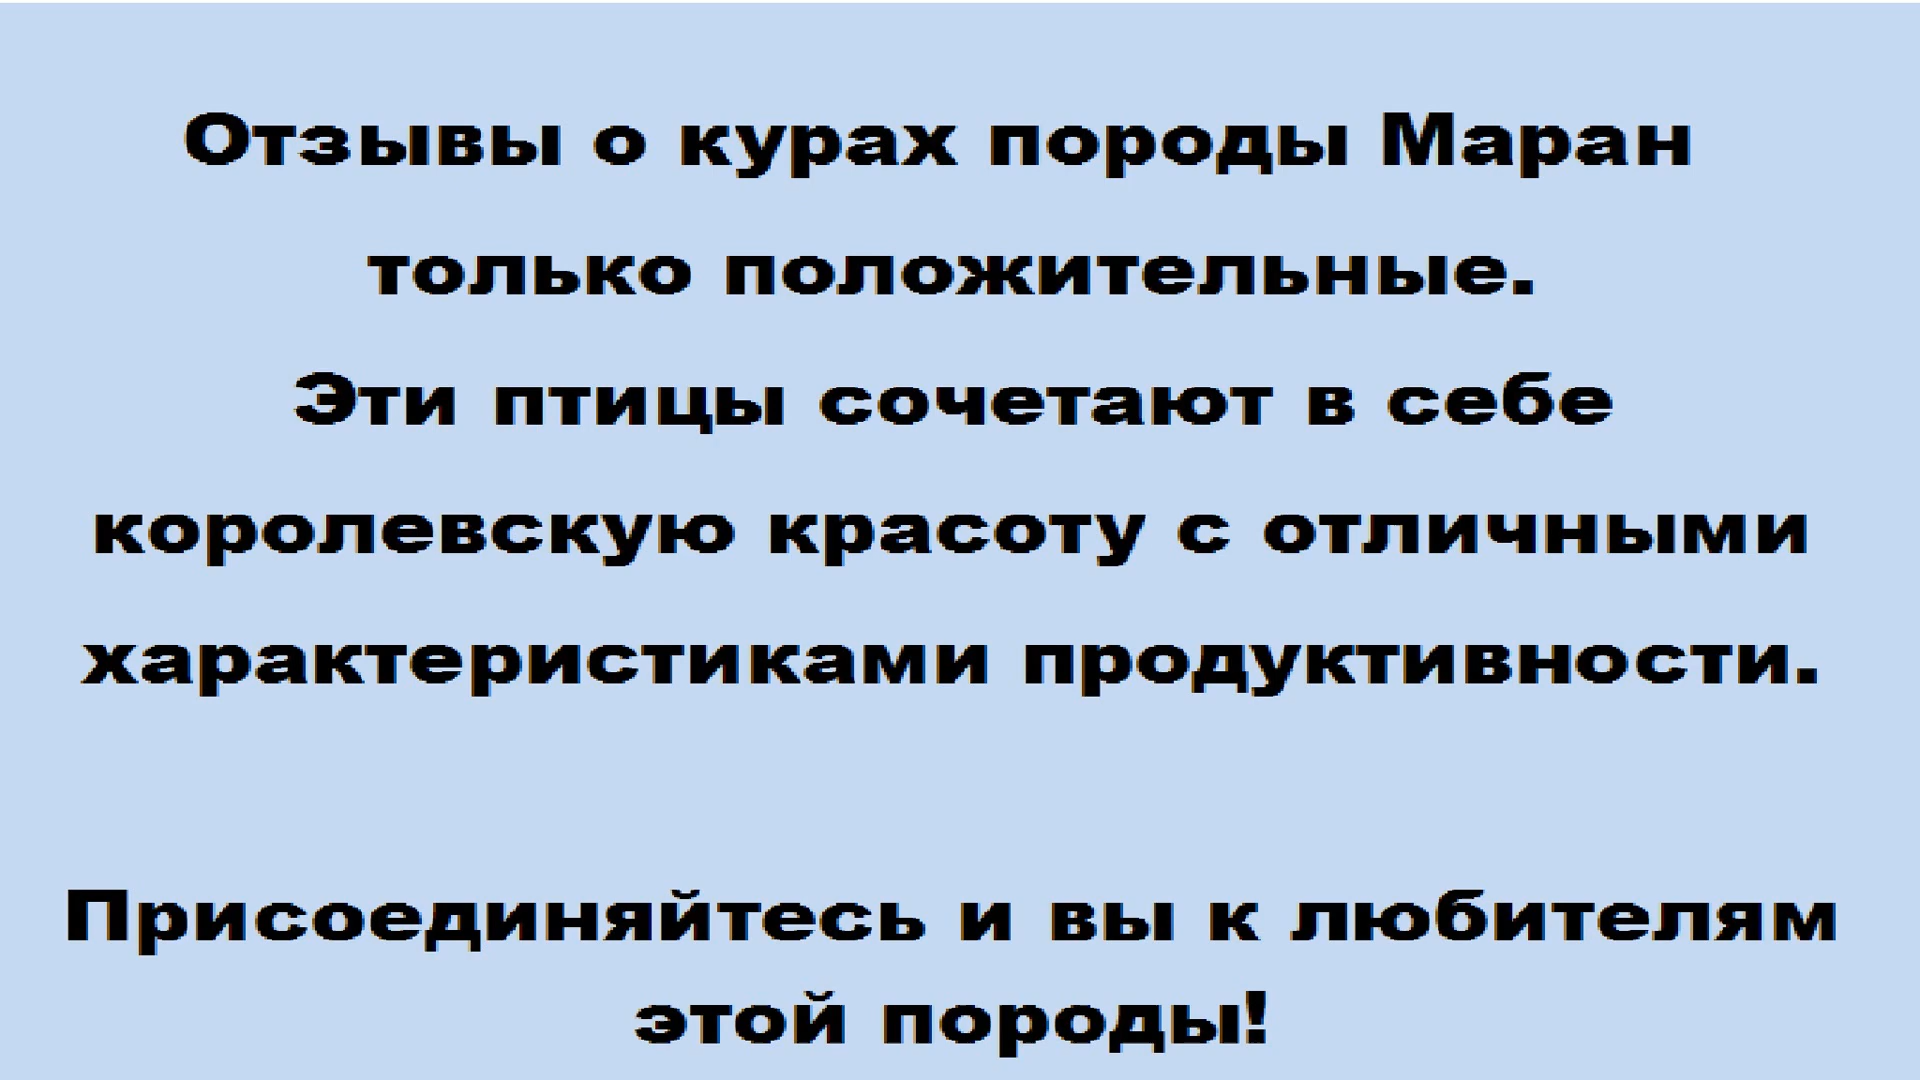 Отзывы о курах породы Маран
только положительные.
Эти птицы сочетают в себе
королевскую красоту с отличными
характеристиками продуктивности.
Присоединяйтесь и вы к любителям
этой породы!